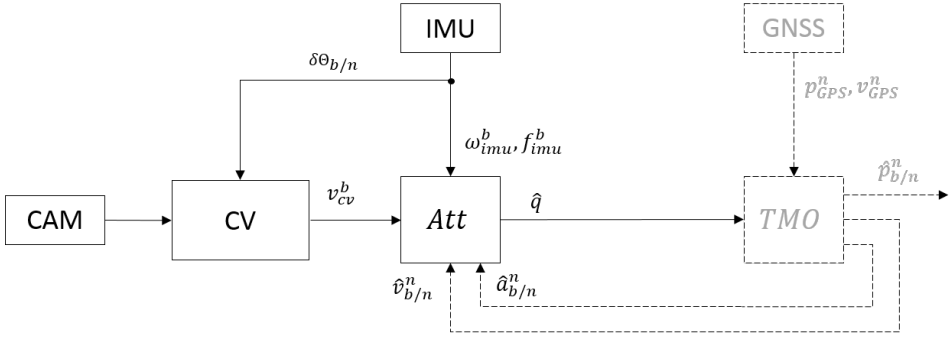 IMU
GNSS
δΘ_{b/n}
p^n_{GPS}, v^n_{GPS}
ω^b_{imu}, f^b_{imu}
p̂^n_{b/n}
CAM
CV
v^b_{cv}
Att
q̂
TMO
v̂^n_{b/n}
â^n_{b/n}